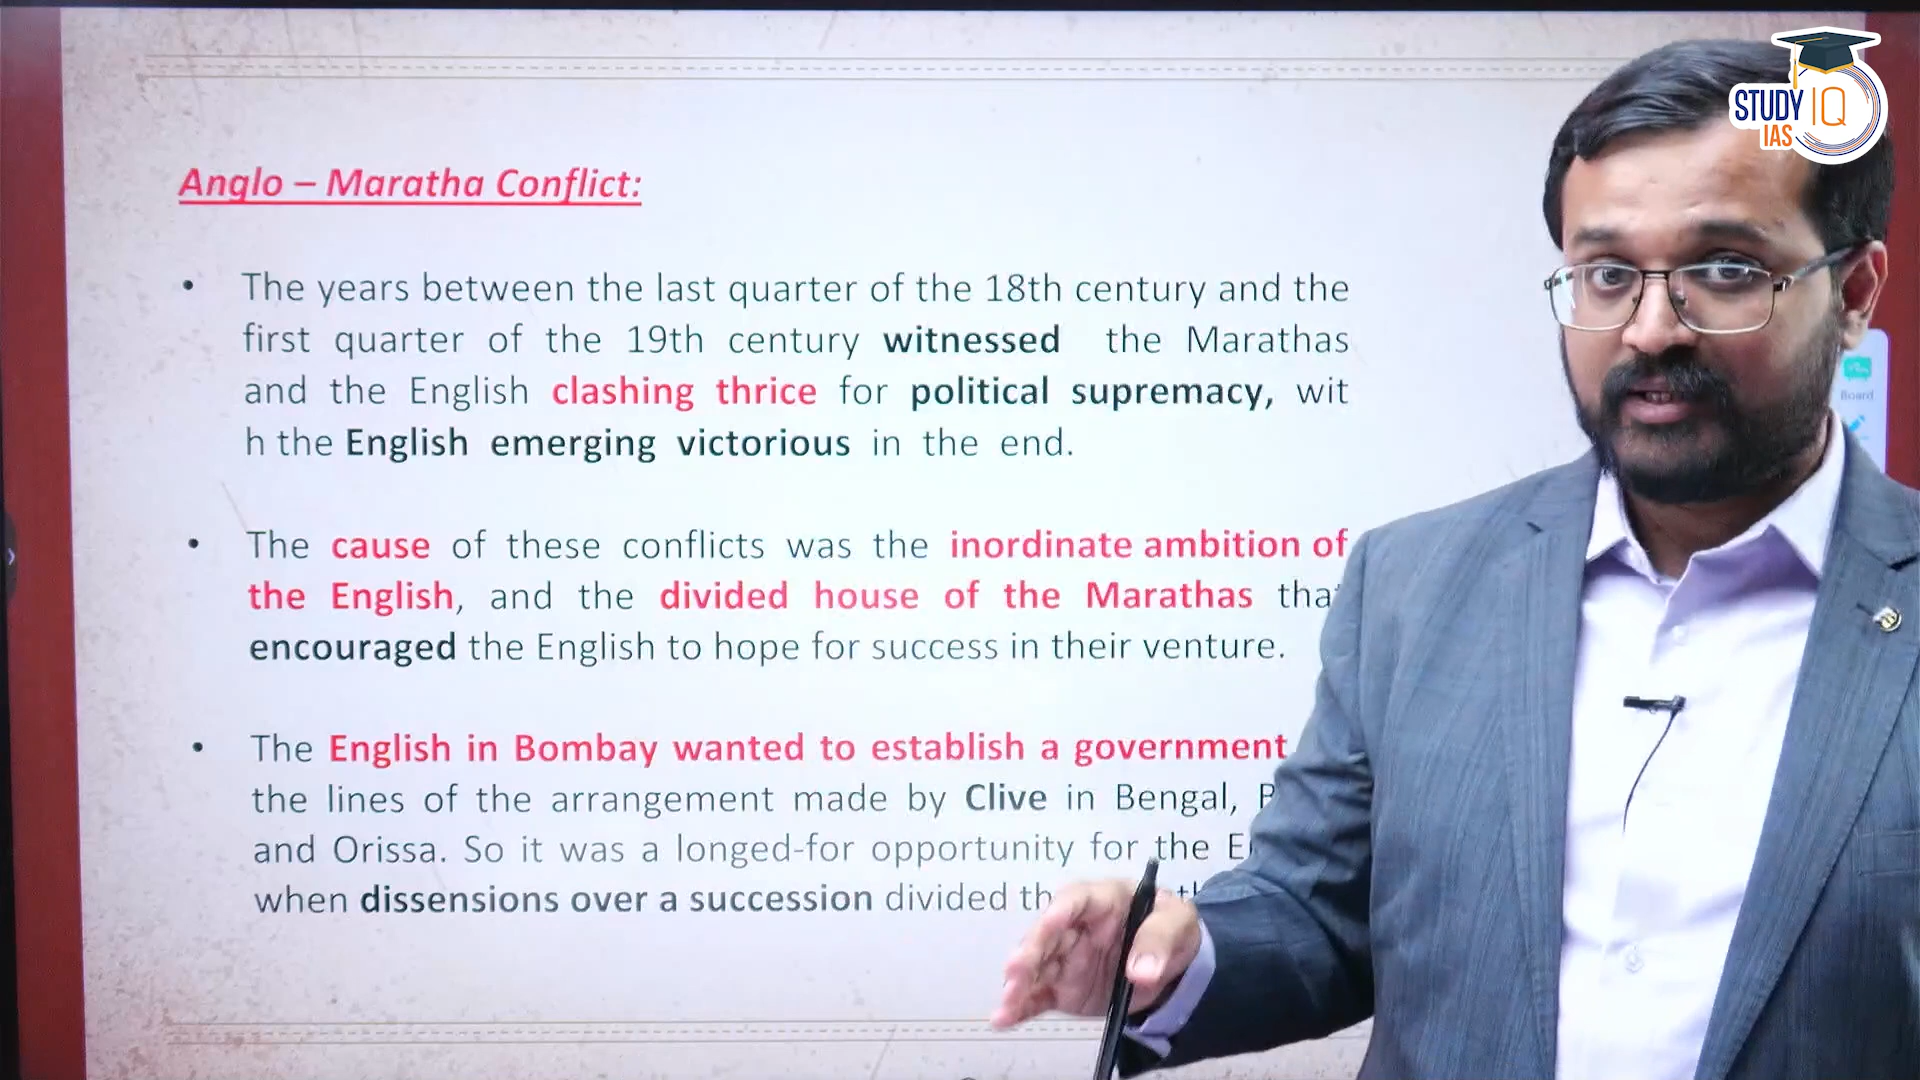 STUDY IQ
IAS
Anglo – Maratha Conflict:
• The years between the last quarter of the 18th century and the
first quarter of the 19th century witnessed the Marathas
and the English clashing thrice for political supremacy, wit
h the English emerging victorious in the end.
• The cause of these conflicts was the inordinate ambition of
the English, and the divided house of the Marathas tha
encouraged the English to hope for success in their venture.
• The English in Bombay wanted to establish a government
the lines of the arrangement made by Clive in Bengal,
and Orissa. So it was a longed-for opportunity for the
when dissensions over a succession divided
Board